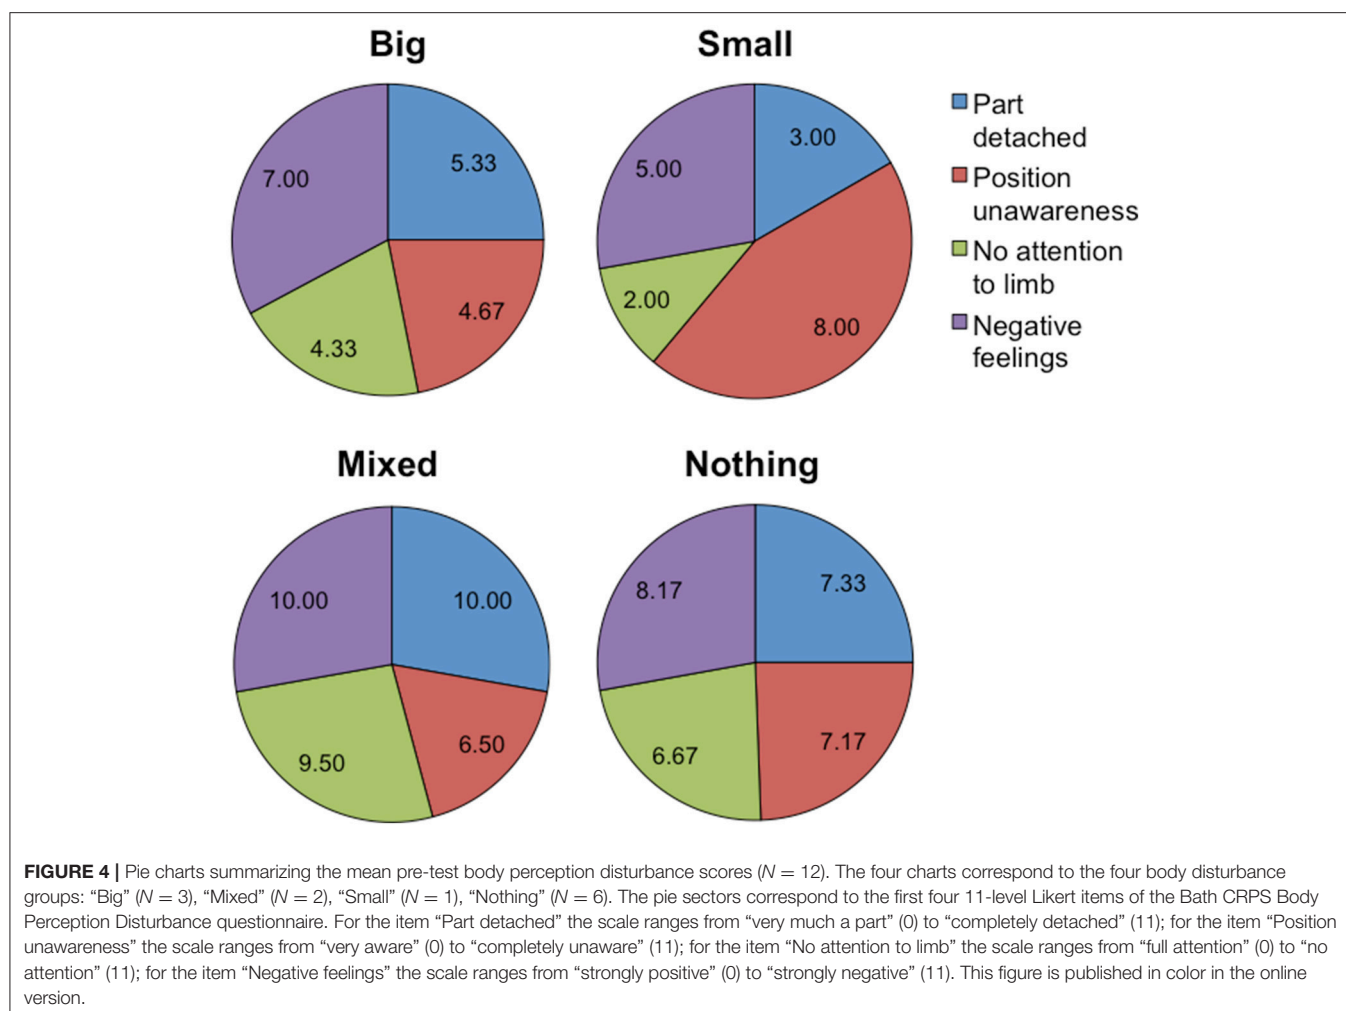 Big
Small
7.00
5.33
4.33
4.67
5.00
3.00
2.00
8.00
Part
detached
Position
unawareness
No attention
to limb
Negative
feelings
Mixed
Nothing
10.00
10.00
9.50
6.50
8.17
7.33
6.67
7.17
FIGURE 4 | Pie charts summarizing the mean pre-test body perception disturbance scores (N = 12). The four charts correspond to the four body disturbance
groups: “Big” (N = 3), “Mixed” (N = 2), “Small” (N = 1), “Nothing” (N = 6). The pie sectors correspond to the first four 11-level Likert items of the Bath CRPS Body
Perception Disturbance questionnaire. For the item “Part detached” the scale ranges from “very much a part” (0) to “completely detached” (11); for the item “Position
unawareness” the scale ranges from “very aware” (0) to “completely unaware” (11); for the item “No attention to limb” the scale ranges from “full attention” (0) to “no
attention” (11); for the item “Negative feelings” the scale ranges from “strongly positive” (0) to “strongly negative” (11). This figure is published in color in the online
version.